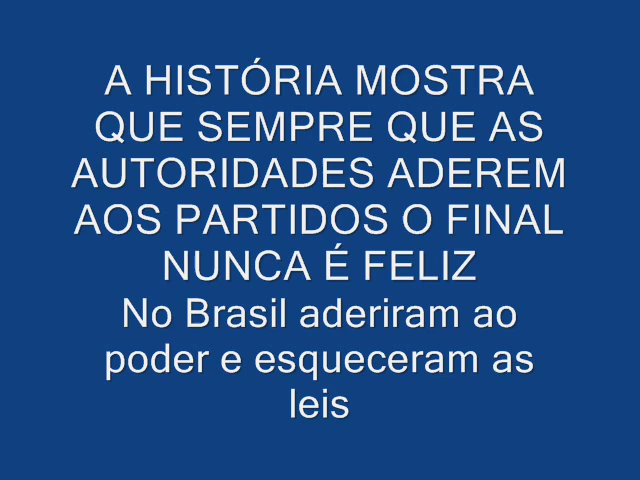 A HISTÓRIA MOSTRA
QUE SEMPRE QUE AS
AUTORIDADES ADEREM
AOS PARTIDOS O FINAL
NUNCA É FELIZ
No Brasil aderiram ao
poder e esqueceram as
leis